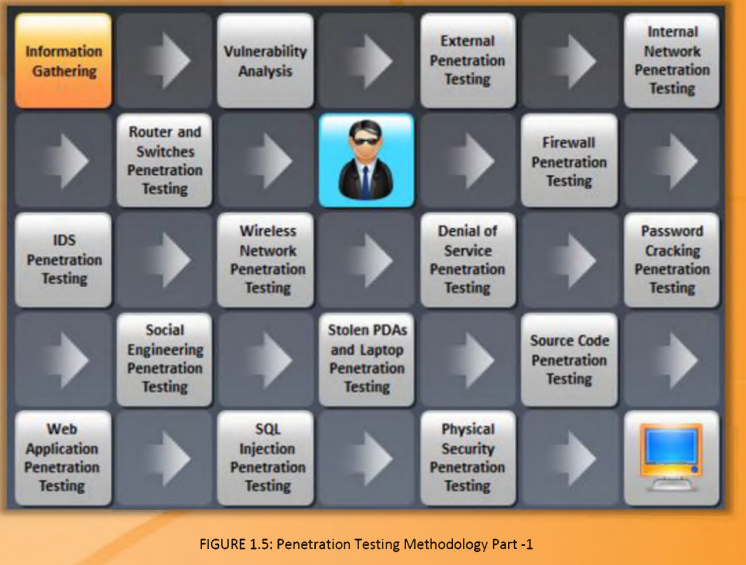 Information
Gathering
Vulnerability
Analysis
External
Penetration
Testing
Internal
Network
Penetration
Testing
Router and
Switches
Penetration
Testing
Firewall
Penetration
Testing
IDS
Penetration
Testing
Wireless
Network
Penetration
Testing
Denial of
Service
Penetration
Testing
Password
Cracking
Penetration
Testing
Social
Engineering
Penetration
Testing
Stolen PDAs
and Laptop
Penetration
Testing
Source Code
Penetration
Testing
Web
Application
Penetration
Testing
SQL
Injection
Penetration
Testing
Physical
Security
Penetration
Testing
FIGURE 1.5: Penetration Testing Methodology Part -1